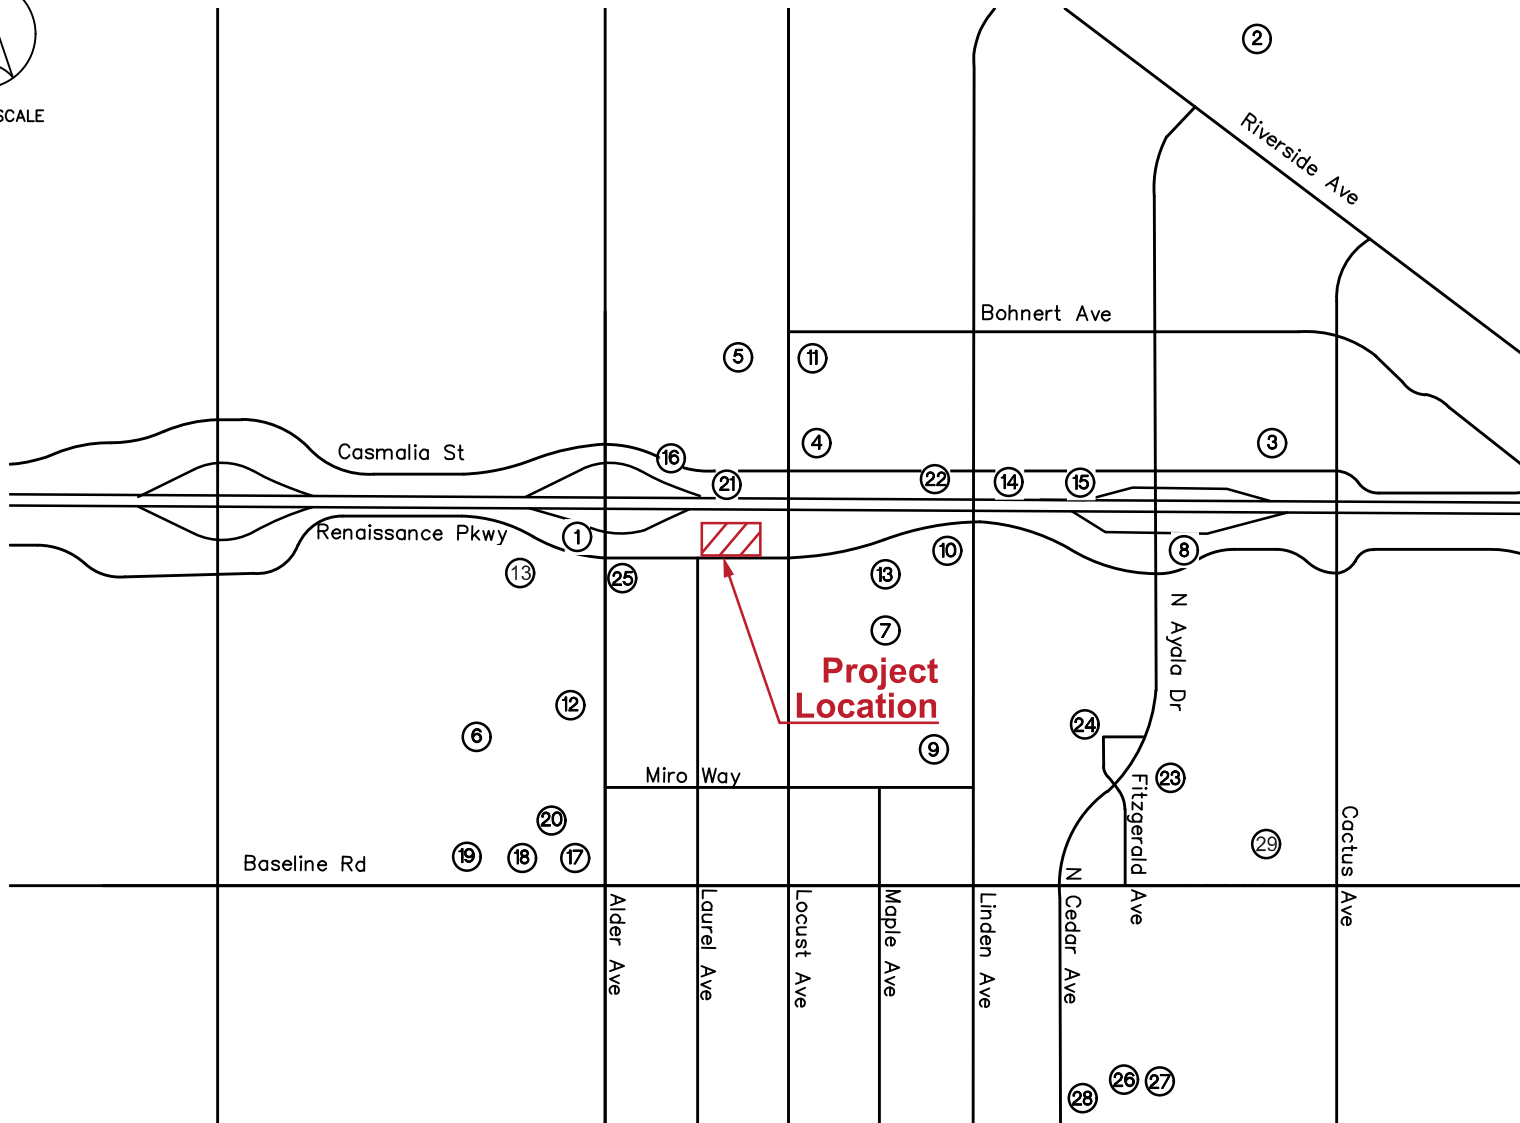 2
SCALE
Riverside Ave
Bohnert Ave
5
11
Casmalia St
16
4
3
21
22
14
15
Renaissance Pkwy
1
10
8
13
25
13
N Ayala Dr
7
Project
Location
12
24
6
9
Miro Way
23
Fitzgerald Ave
20
Cactus Ave
29
19
18
17
Baseline Rd
N Cedar Ave
Alder Ave
Laurel Ave
Locust Ave
Maple Ave
Linden Ave
26
27
28